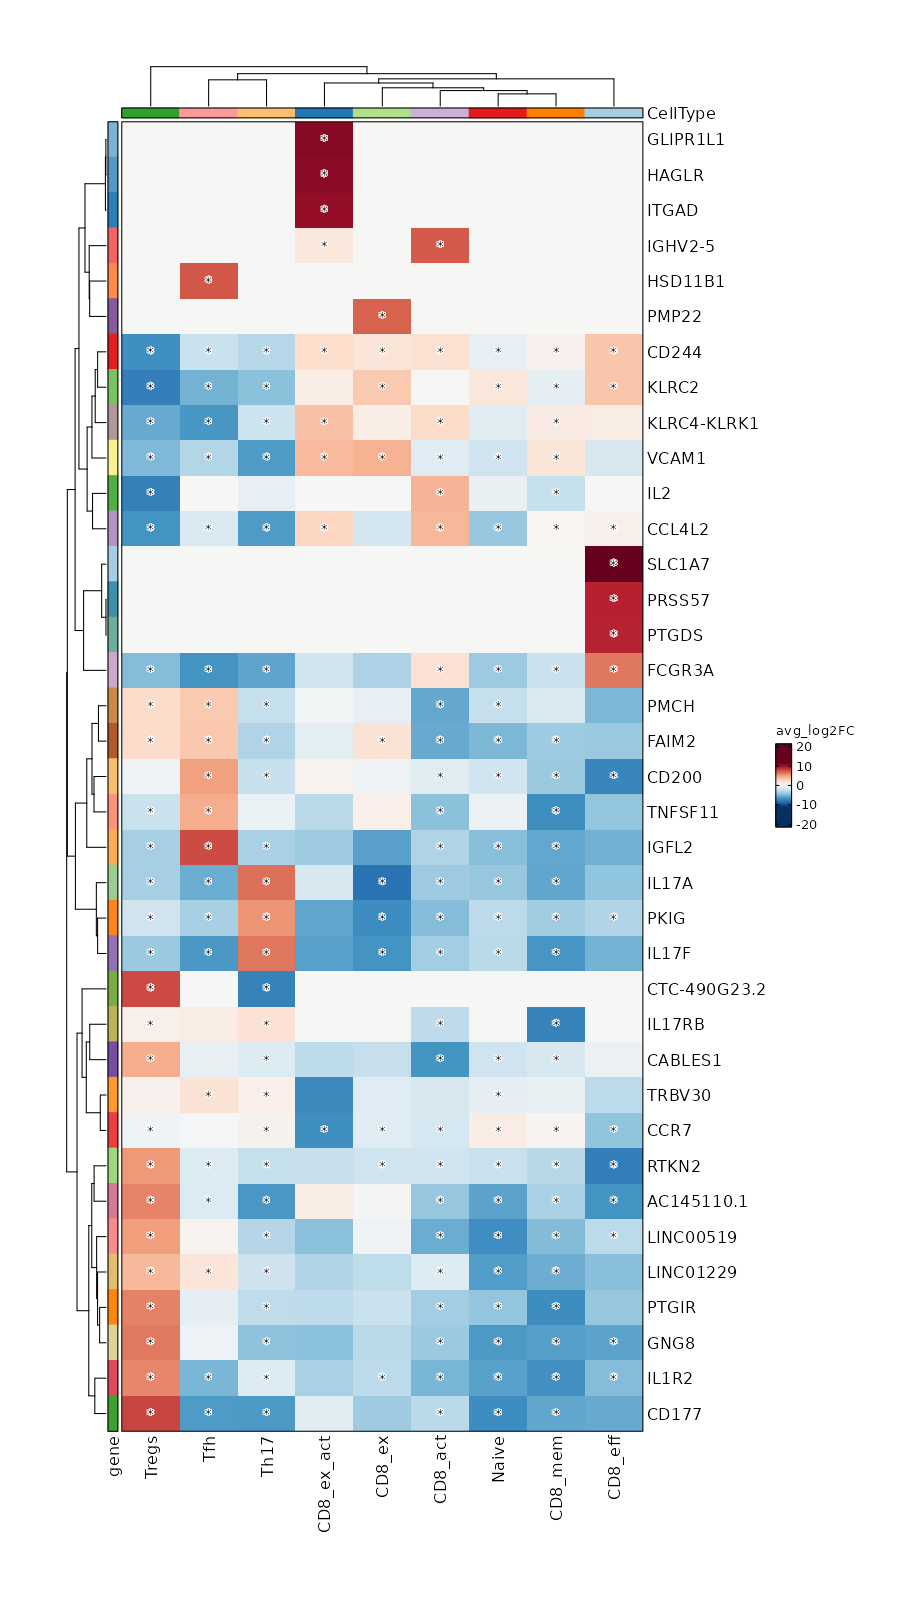 CellType
GLIPR1L1
HAGLR
ITGAD
IGHV2-5
HSD11B1
PMP22
CD244
KLRC2
KLRC4-KLRK1
VCAM1
IL2
CCL4L2
SLC1A7
PRSS57
PTGDS
FCGR3A
PMCH
FAIM2
CD200
TNFSF11
IGFL2
IL17A
PKIG
IL17F
CTC-490G23.2
IL17RB
CABLES1
TRBV30
CCR7
RTKN2
AC145110.1
LINC00519
LINC01229
PTGIR
GNG8
IL1R2
CD177
avg_log2FC
20
10
0
-10
-20
gene
Tregs
Tfh
Th17
CD8_ex_act
CD8_ex
CD8_act
Naive
CD8_mem
CD8_eff